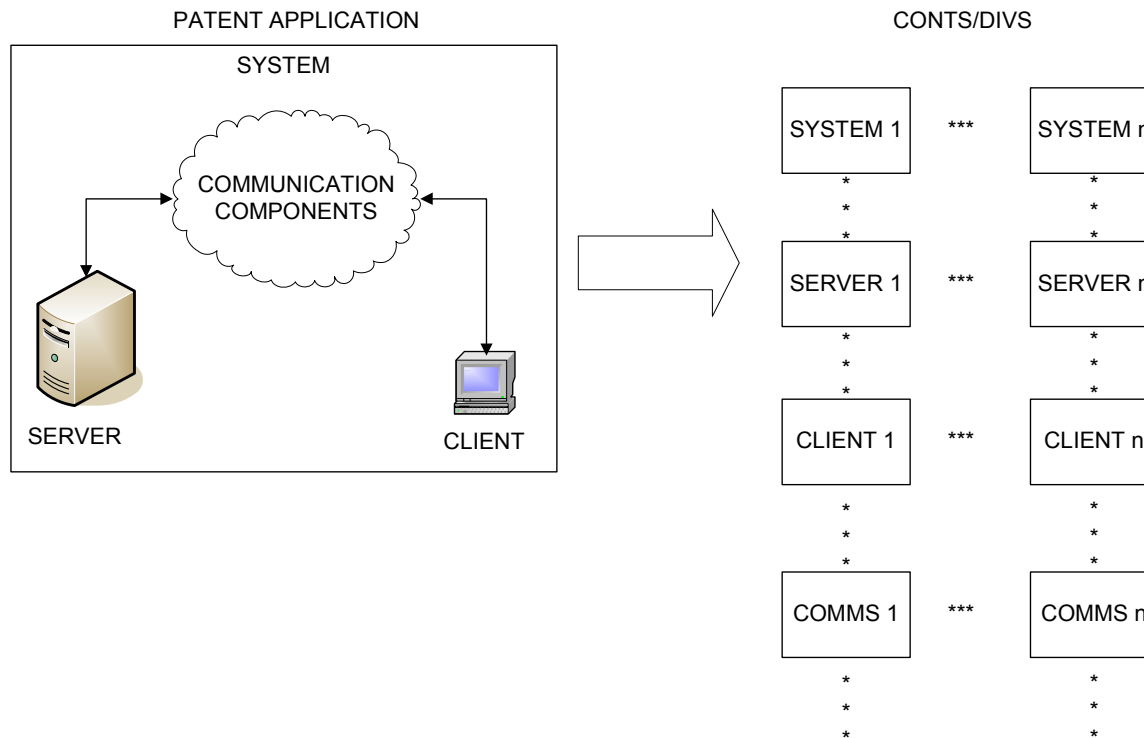 PATENT APPLICATION
CONTS/DIVS
SYSTEM
COMMUNICATION
COMPONENTS
SERVER
CLIENT
SYSTEM 1 *** SYSTEM n
* *
* *
* *
SERVER 1 *** SERVER n
* *
* *
* *
CLIENT 1 *** CLIENT n
* *
* *
* *
COMMS 1 *** COMMS n
* *
* *
* *